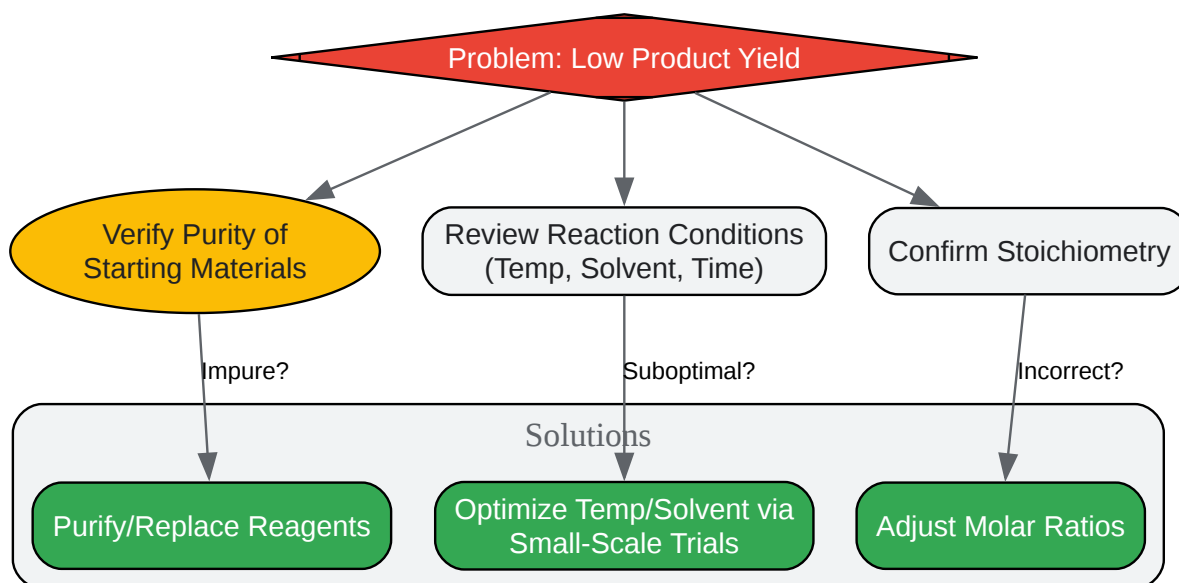 Problem: Low Product Yield
Verify Purity of
Starting Materials
Review Reaction Conditions
(Temp, Solvent, Time)
Confirm Stoichiometry
Impure?
Suboptimal?
Incorrect?
Solutions
Purify/Replace Reagents
Optimize Temp/Solvent via
Small-Scale Trials
Adjust Molar Ratios